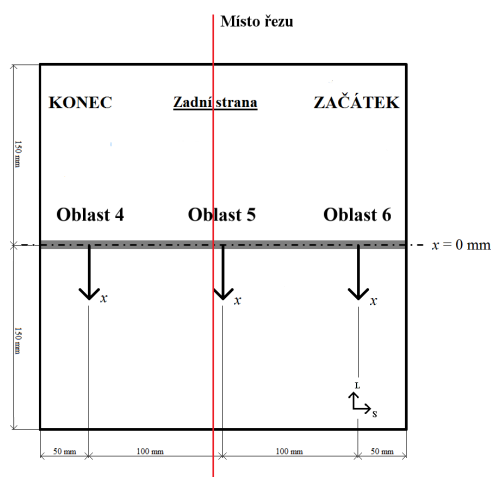 Místo řezu
KONEC
Zadní strana
ZAČÁTEK
150 mm
Oblast 4
Oblast 5
Oblast 6
x = 0 mm
x
x
x
150 mm
L
S
50 mm
100 mm
100 mm
50 mm